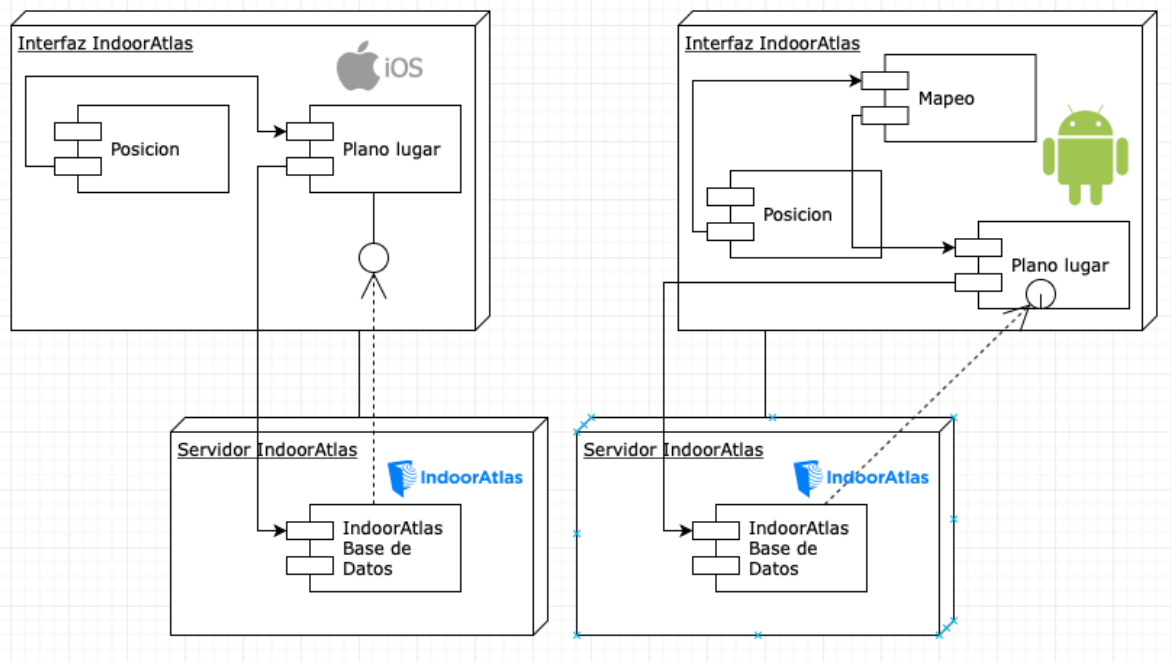 Interfaz IndoorAtlas
iOS
Posicion
Plano lugar
Servidor IndoorAtlas
IndoorAtlas
IndoorAtlas
Base de
Datos
Interfaz IndoorAtlas
Mapeo
Posicion
Plano lugar
Servidor IndoorAtlas
IndoorAtlas
IndoorAtlas
Base de
Datos